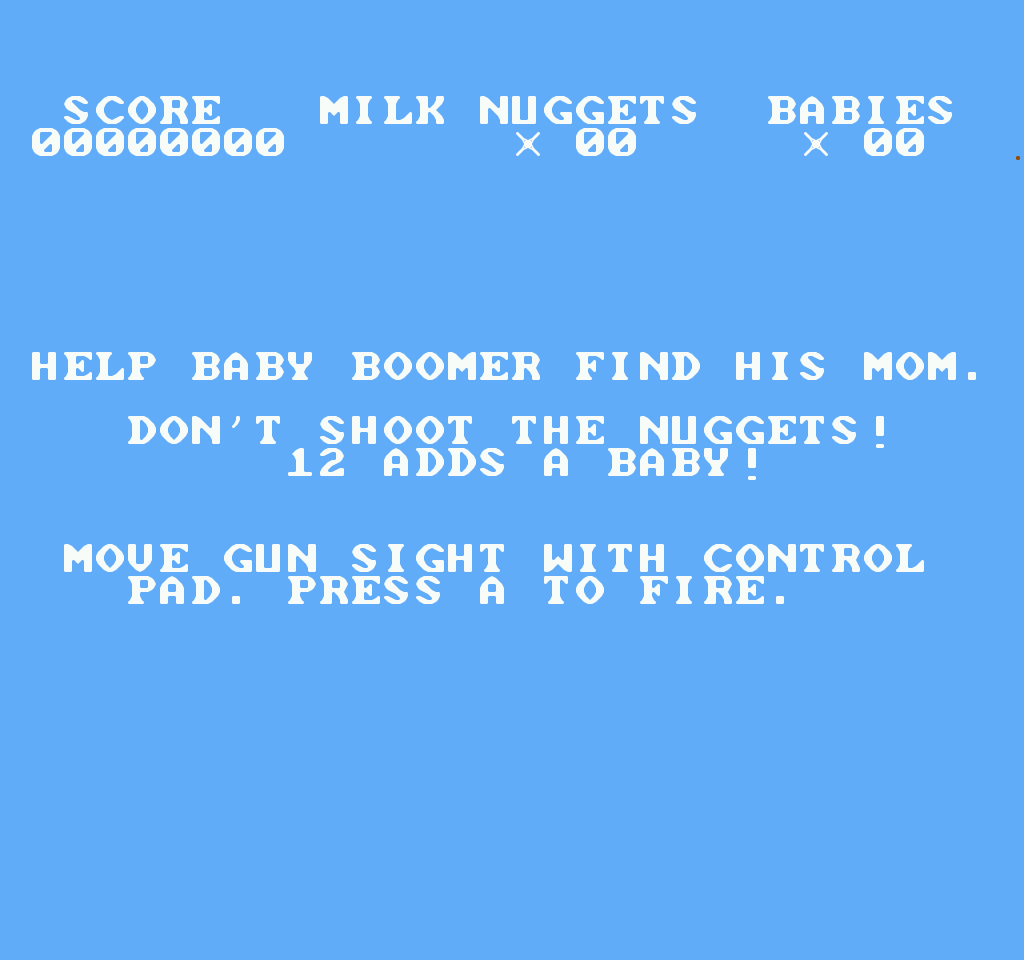 SCORE MILK NUGGETS BABIES
00000000 × 00 × 00
HELP BABY BOOMER FIND HIS MOM.
DON'T SHOOT THE NUGGETS!
12 ADDS A BABY!
MOVE GUN SIGHT WITH CONTROL
PAD. PRESS A TO FIRE.